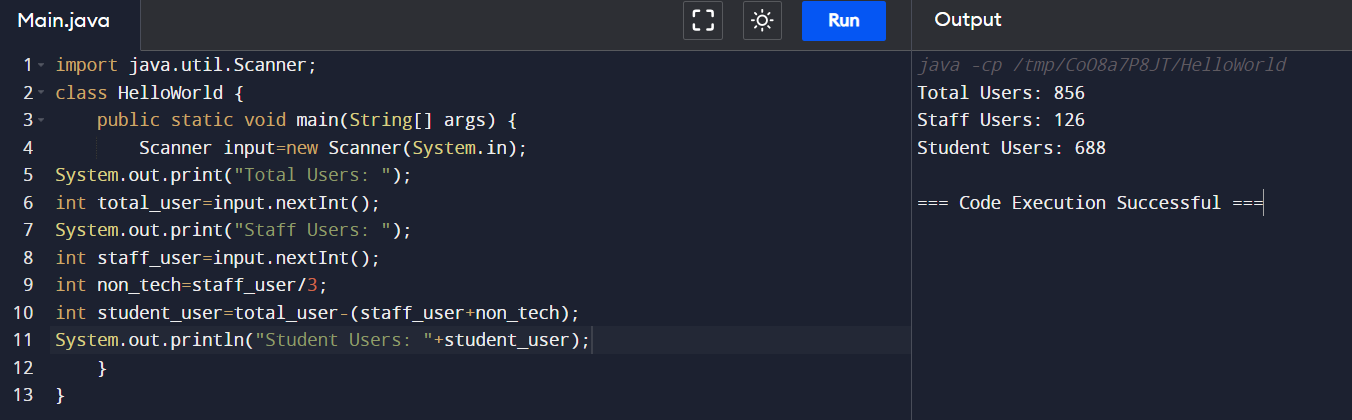 Main.java
Run
Output
1 import java.util.Scanner;
2 class HelloWorld {
3     public static void main(String[] args) {
4         Scanner input=new Scanner(System.in);
5 System.out.print("Total Users: ");
6 int total_user=input.nextInt();
7 System.out.print("Staff Users: ");
8 int staff_user=input.nextInt();
9 int non_tech=staff_user/3;
10 int student_user=total_user-(staff_user+non_tech);
11 System.out.println("Student Users: "+student_user);
12     }
13 }
java -cp /tmp/CoO8a7P8JT/HelloWorld
Total Users: 856
Staff Users: 126
Student Users: 688
=== Code Execution Successful ===